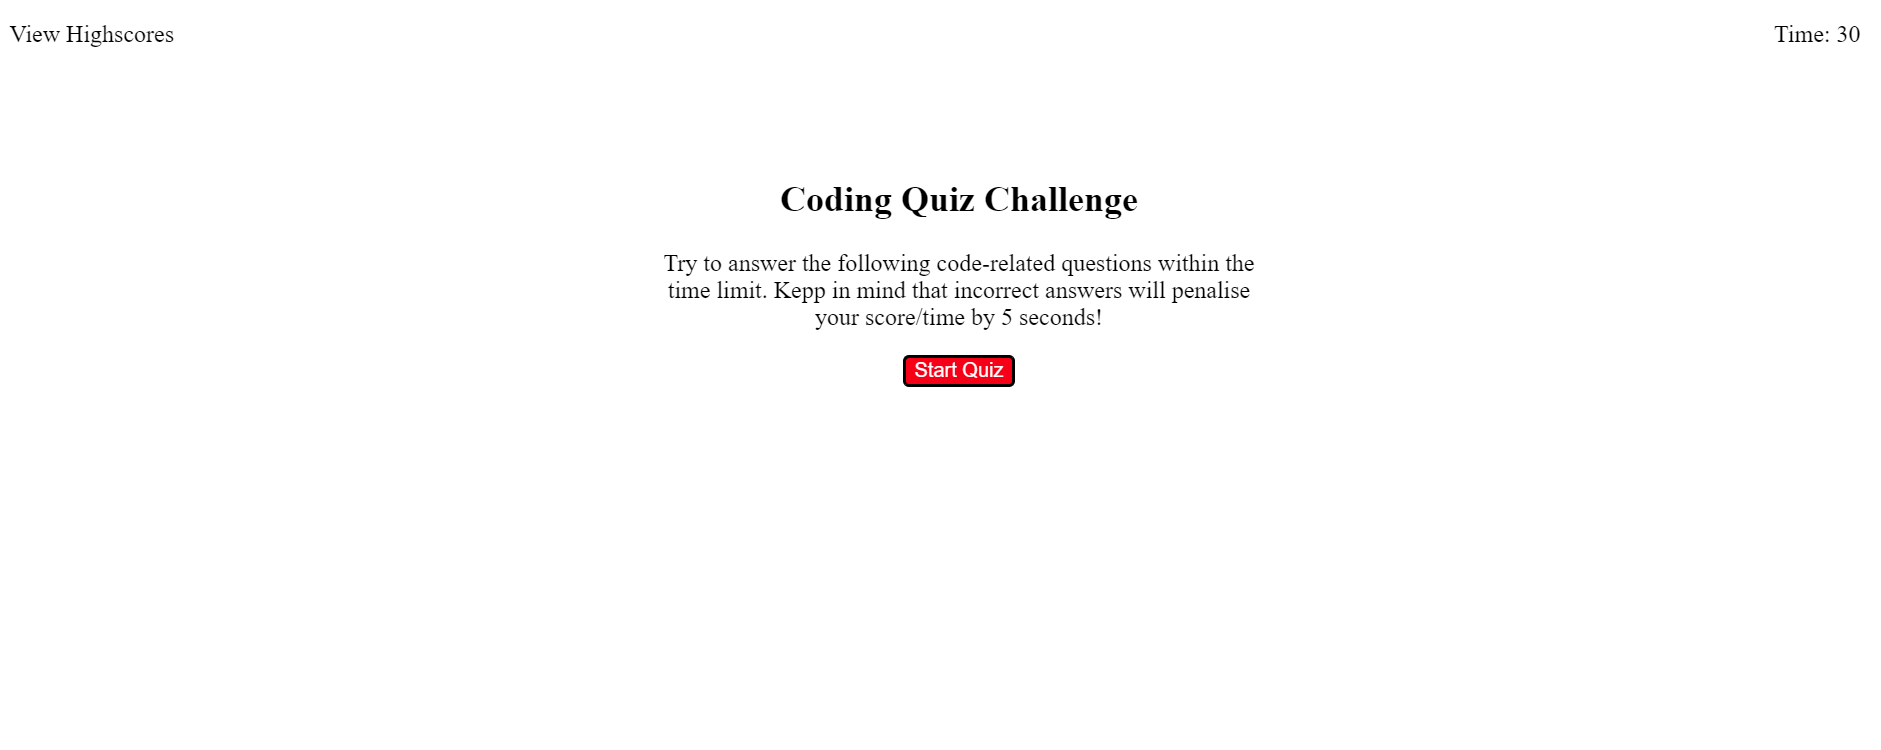 View Highscores
Time: 30
Coding Quiz Challenge
Try to answer the following code-related questions within the
time limit. Kepp in mind that incorrect answers will penalise
your score/time by 5 seconds!
Start Quiz